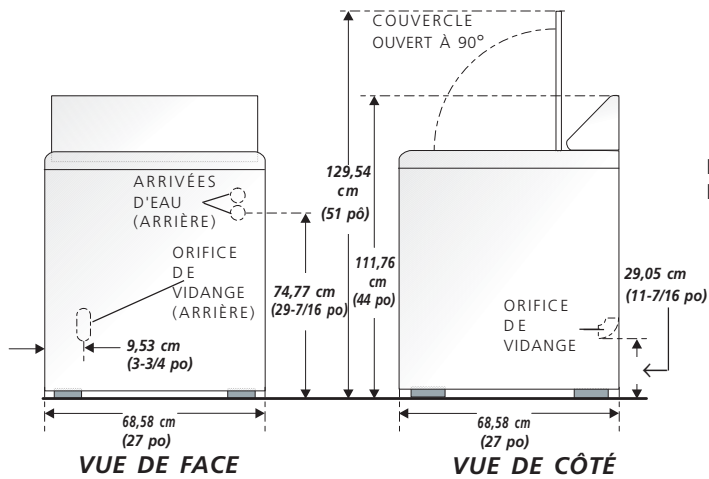 COUVERCLE
OUVERT À 90°
ARRIVÉES
D'EAU
(ARRIÈRE)
ORIFICE
DE
VIDANGE
(ARRIÈRE)
9,53 cm
(3-3/4 po)
74,77 cm
(29-7/16 po)
129,54
cm
(51 pô)
111,76
cm
(44 po)
ORIFICE
DE
VIDANGE
29,05 cm
(11-7/16 po)
68,58 cm
(27 po)
VUE DE FACE
68,58 cm
(27 po)
VUE DE CÔTÉ